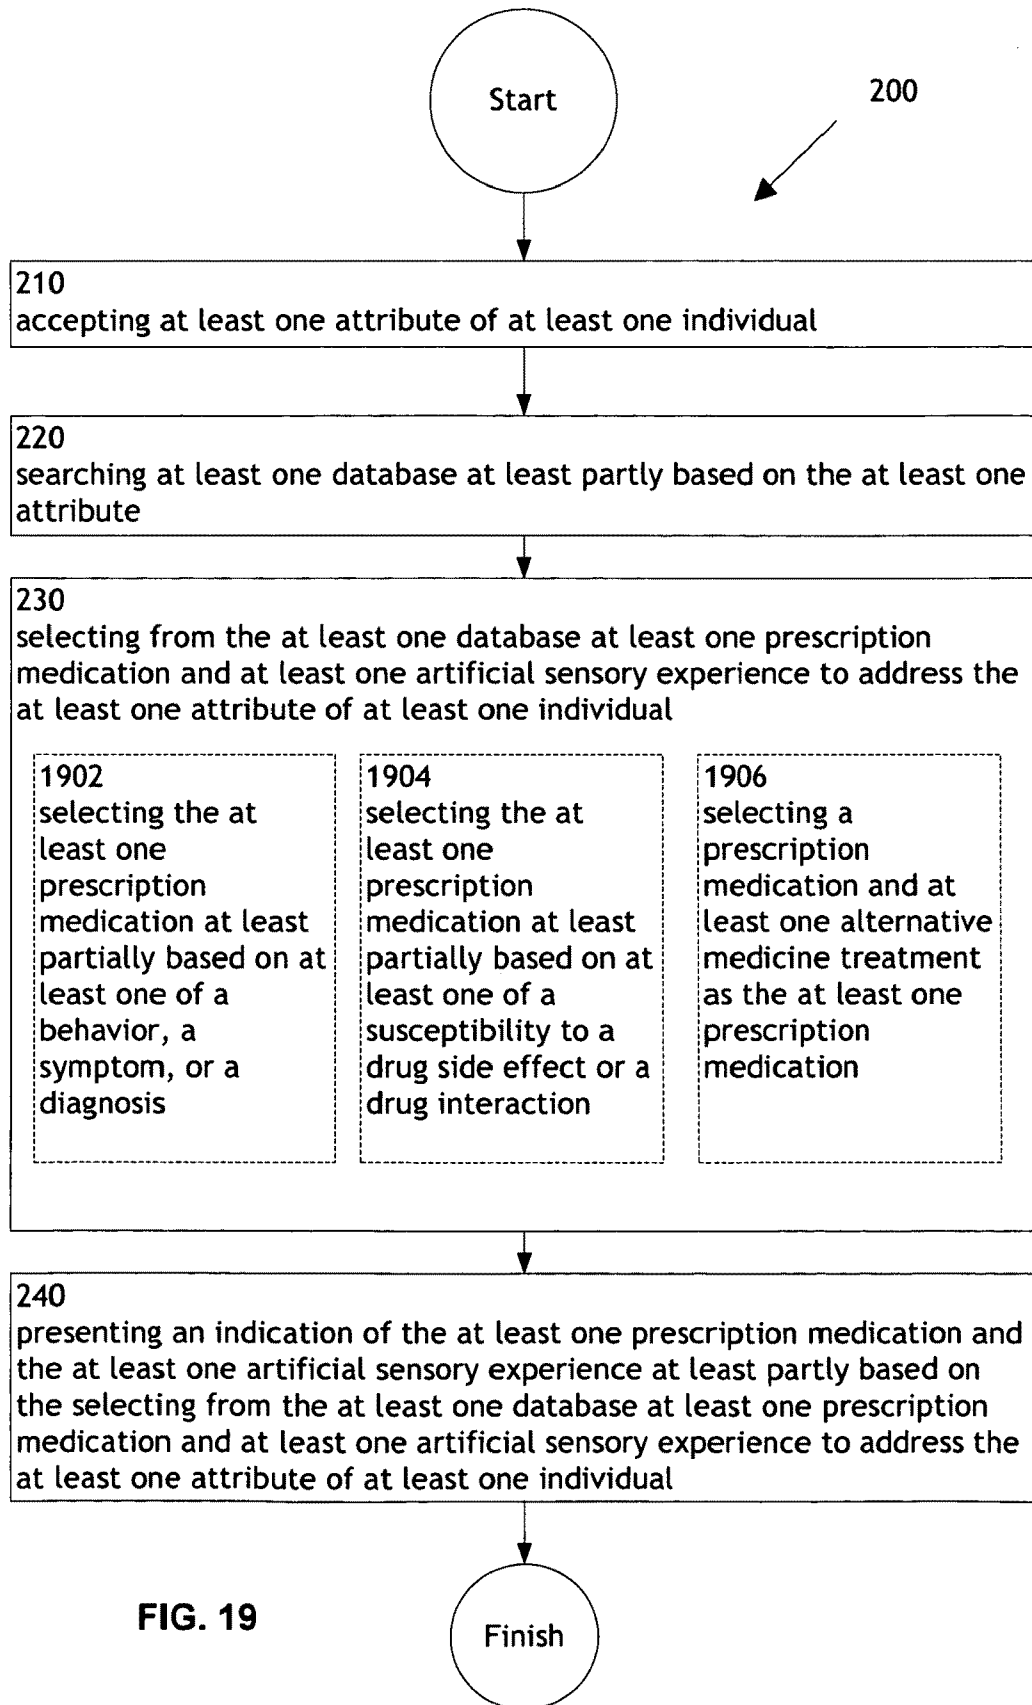 Start
200
210
accepting at least one attribute of at least one individual
220
searching at least one database at least partly based on the at least one
attribute
230
selecting from the at least one database at least one prescription
medication and at least one artificial sensory experience to address the
at least one attribute of at least one individual
1902
selecting the at
least one
prescription
medication at least
partially based on at
least one of a
behavior, a
symptom, or a
diagnosis
1904
selecting the at
least one
prescription
medication at least
partially based on at
least one of a
susceptibility to a
drug side effect or a
drug interaction
1906
selecting a
prescription
medication and at
least one alternative
medicine treatment
as the at least one
prescription
medication
240
presenting an indication of the at least one prescription medication and
the at least one artificial sensory experience at least partly based on
the selecting from the at least one database at least one prescription
medication and at least one artificial sensory experience to address the
at least one attribute of at least one individual
FIG. 19
Finish